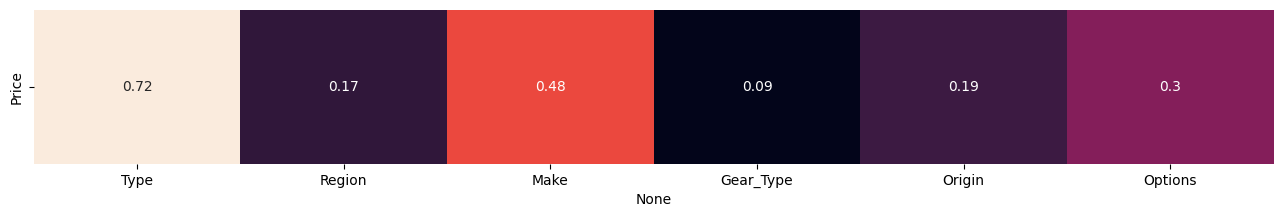 Price
0.72 0.17 0.48 0.09 0.19 0.3
Type Region Make Gear_Type Origin Options
None